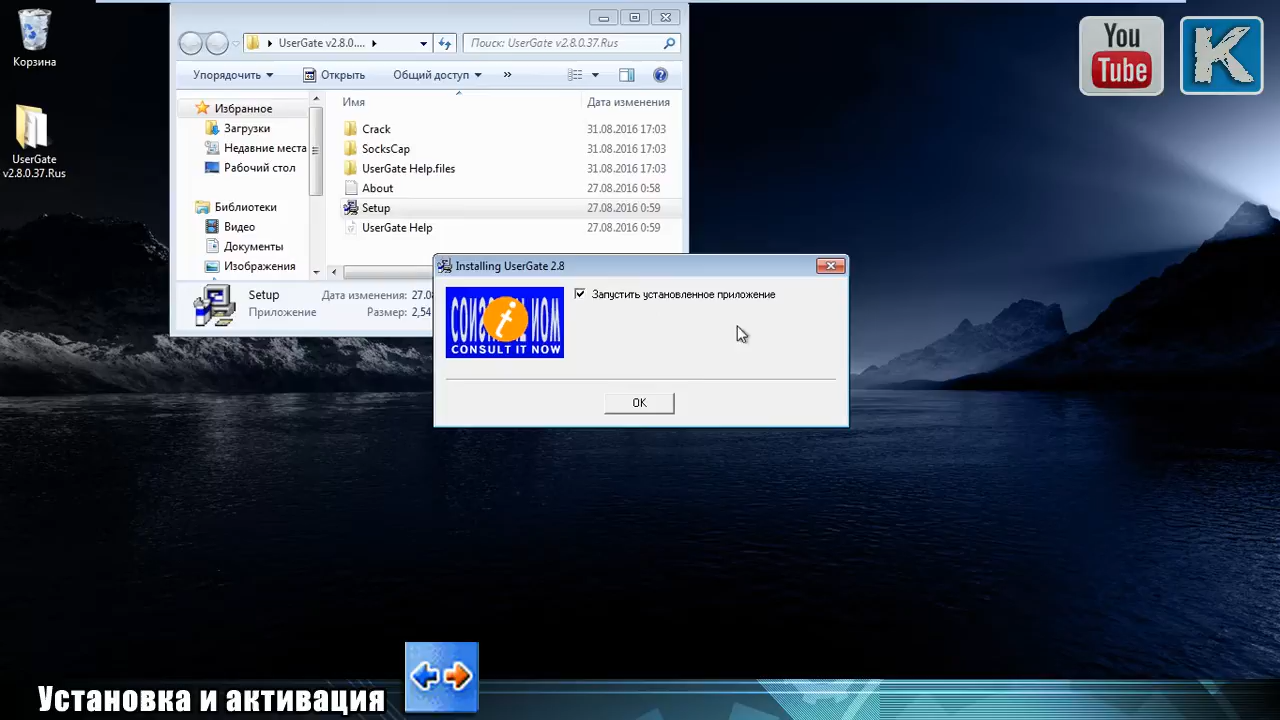 Корзина
UserGate
v2.8.0.37.Rus
UserGate v2.8.0....
Поиск: UserGate v2.8.0.37.Rus
Упорядочить
Открыть
Общий доступ
»
Избранное
Загрузки
Недавние места
Рабочий стол
Библиотеки
Видео
Документы
Изображения
Имя
Дата изменения
Crack
31.08.2016 17:03
SocksCap
31.08.2016 17:03
UserGate Help.files
31.08.2016 17:03
About
27.08.2016 0:58
Setup
27.08.2016 0:59
UserGate Help
27.08.2016 0:59
Setup
Дата изменения: 27.0
Приложение
Размер: 2,54
Installing UserGate 2.8
CONSULT IT NOW
Запустить установленное приложение
OK
You
Tube
K
Установка и активация